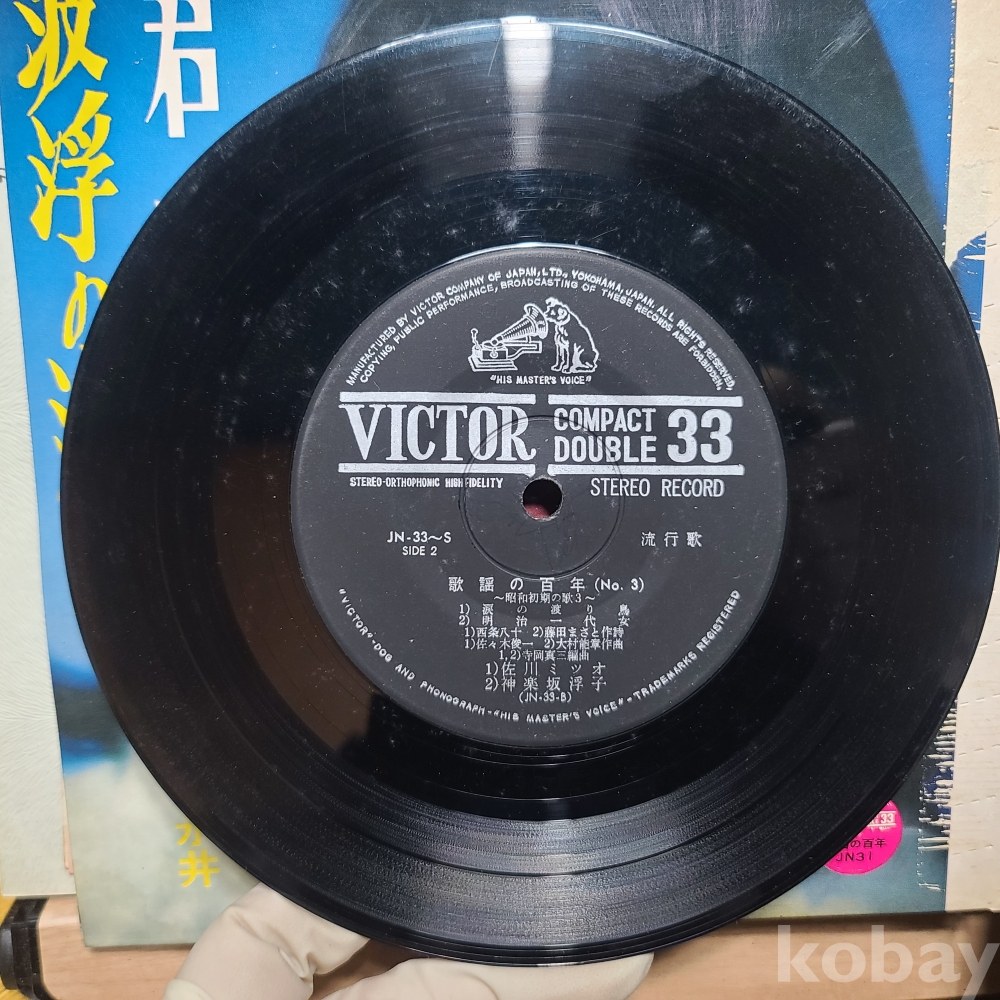 君
波浮の
MANUFACTURED BY VICTOR COMPANY OF JAPAN, LTD., YOKOHAMA, JAPAN. ALL RIGHTS RESERVED.
COPYING, PUBLIC PERFORMANCE, BROADCASTING OF THESE RECORDS ARE FORBIDDEN.
"HIS MASTER'S VOICE"
VICTOR
COMPACT
DOUBLE 33
STEREO-ORTHOPHONIC HIGH FIDELITY
STEREO RECORD
JN-33〜S
SIDE 2
流行歌
歌謡の百年(No. 3)
〜昭和初期の歌3〜
1) 涙の渡り鳥
2) 明治一代女
1)西条八十 2)藤田まさと作詩
1)佐々木俊一 2)大村能章作曲
1,2)寺岡真三編曲
1)佐川ミツオ
2)神楽坂浮子
(JN-33-B)
"VICTOR"-DOG AND PHONOGRAPH-"HIS MASTER'S VOICE"-TRADEMARKS REGISTERED
井
33
の百年
JN31
kobay